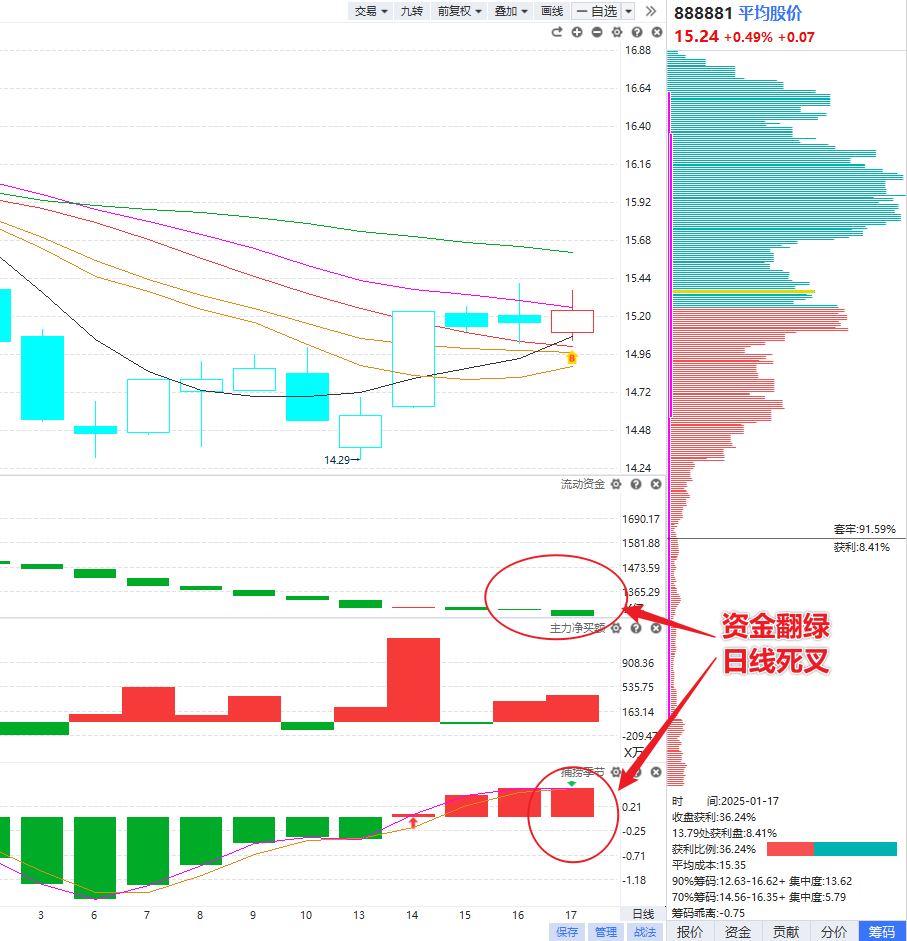 交易 九转 前复权 叠加 画线 一自选
888881 平均股价
15.24 +0.49% +0.07
16.88
16.64
16.40
16.16
15.92
15.68
15.44
15.20
14.96
14.72
14.48
14.24
B
14.29
流动资金
1690.17
1581.88
1473.59
1365.29
套牢:91.59%
获利:8.41%
资金翻绿
日线死叉
主力净买额
908.36
535.75
163.14
-209.47
X万
捕捞季节
0.21
-0.25
-0.71
-1.18
3 6 7 8 9 10 13 14 15 16 17 日线
保存 管理 战法
时 间:2025-01-17
收盘获利:36.24%
13.79处获利盘:8.41%
获利比例:36.24%
平均成本:15.35
90%筹码:12.63-16.62+ 集中度:13.62
70%筹码:14.56-16.35+ 集中度:5.79
筹码乖离:-0.75
报价 资金 贡献 分价 筹码